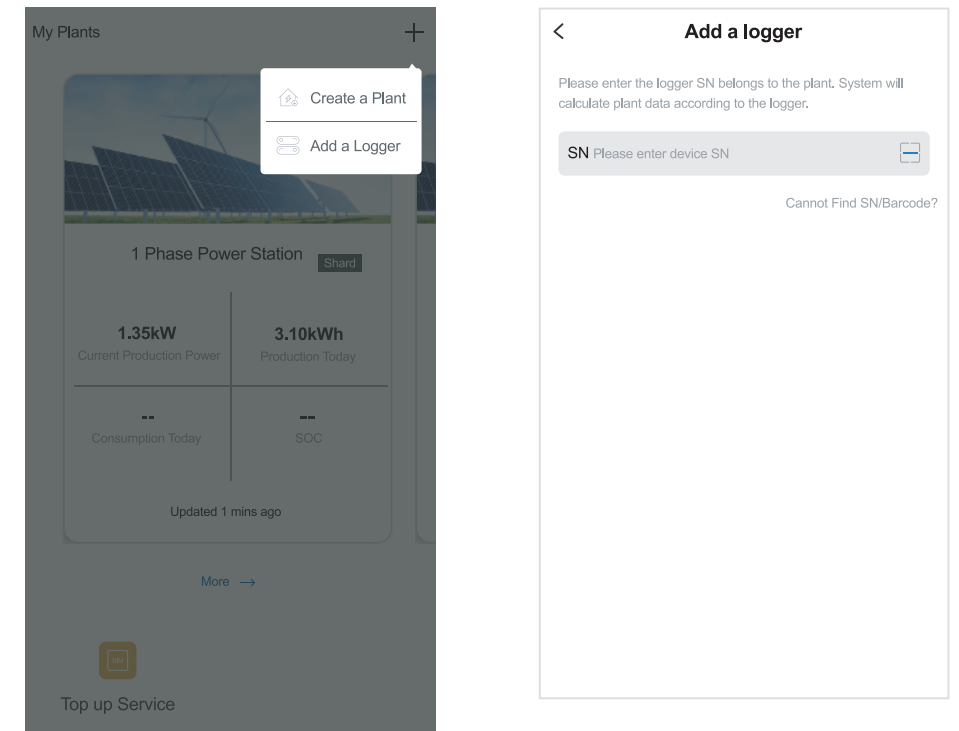 My Plants
Create a Plant
Add a Logger
1 Phase Power Station
Shard
1.35kW
3.10kWh
Current Production Power
Production Today
--
--
Consumption Today
SOC
Updated 1 mins ago
More →
SIM
Top up Service
Add a logger
Please enter the logger SN belongs to the plant. System will
calculate plant data according to the logger.
SN Please enter device SN
Cannot Find SN/Barcode?